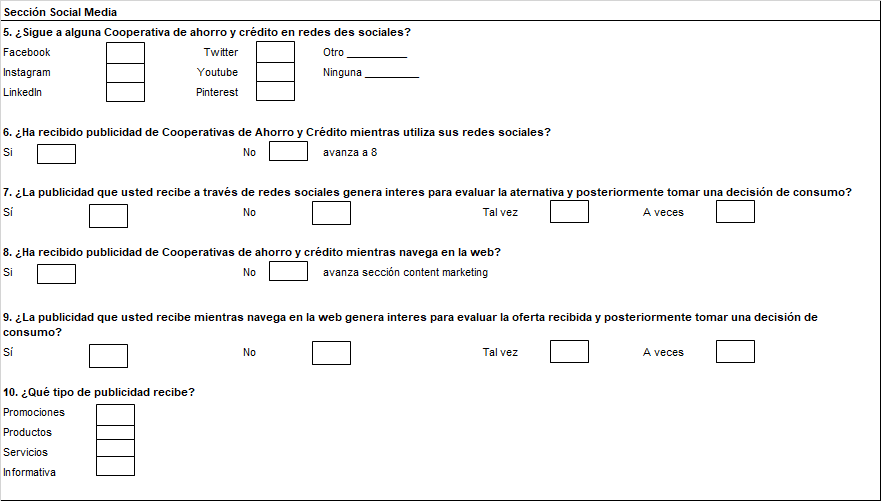 Sección Social Media
5. ¿Sigue a alguna Cooperativa de ahorro y crédito en redes des sociales?
Facebook Twitter Otro __________
Instagram Youtube Ninguna _________
LinkedIn Pinterest
6. ¿Ha recibido publicidad de Cooperativas de Ahorro y Crédito mientras utiliza sus redes sociales?
Si No avanza a 8
7. ¿La publicidad que usted recibe a través de redes sociales genera interes para evaluar la aternativa y posteriormente tomar una decisión de consumo?
Sí No Tal vez A veces
8. ¿Ha recibido publicidad de Cooperativas de ahorro y crédito mientras navega en la web?
Si No avanza sección content marketing
9. ¿La publicidad que usted recibe mientras navega en la web genera interes para evaluar la oferta recibida y posteriormente tomar una decisión de
consumo?
Sí No Tal vez A veces
10. ¿Qué tipo de publicidad recibe?
Promociones
Productos
Servicios
Informativa